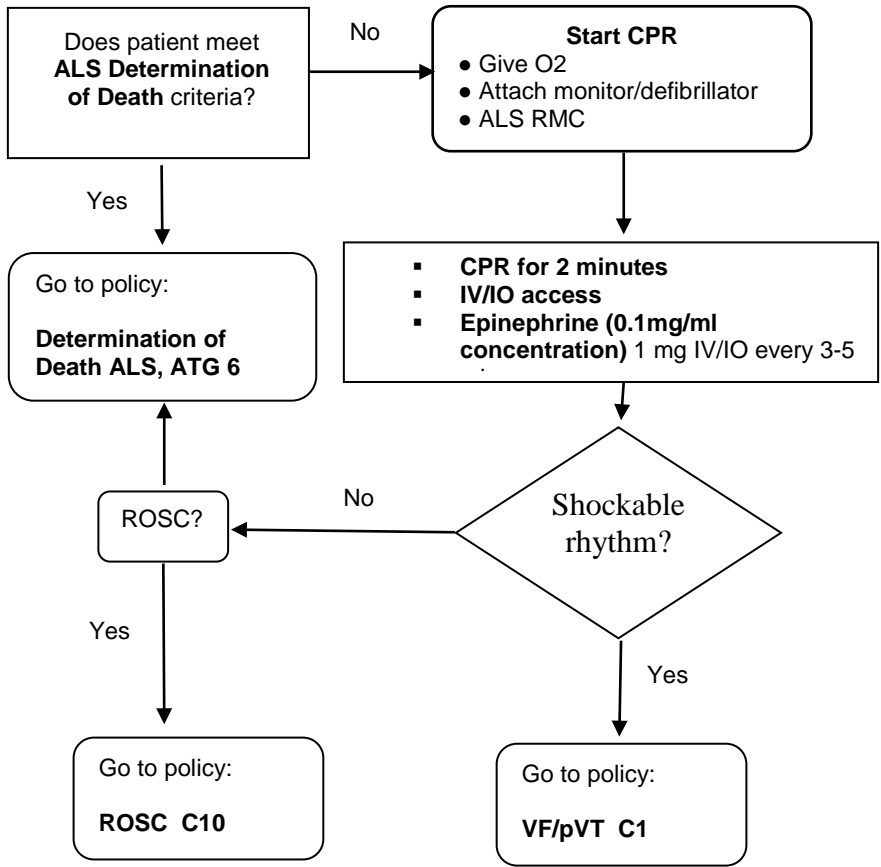 Does patient meet
ALS Determination
of Death criteria?
No
Start CPR
● Give O2
● Attach monitor/defibrillator
● ALS RMC
Yes
▪ CPR for 2 minutes
▪ IV/IO access
▪ Epinephrine (0.1mg/ml
concentration) 1 mg IV/IO every 3-5
Go to policy:
Determination of
Death ALS, ATG 6
Shockable
rhythm?
No
ROSC?
Yes
Yes
Go to policy:
ROSC C10
Go to policy:
VF/pVT C1